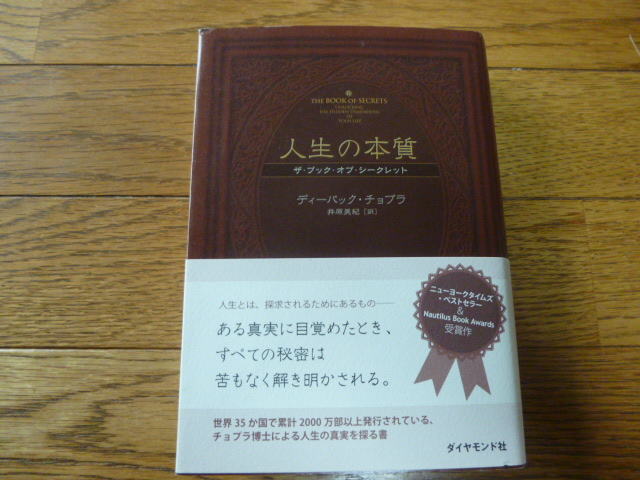 THE BOOK OF SECRETS
UNLOCKING
THE HIDDEN DIMENSIONS
OF
YOUR LIFE
人生の本質
ザ・ブック・オブ・シークレット
ディーパック・チョプラ
井原美紀[訳]
人生とは、探求されるためにあるもの――
ある真実に目覚めたとき、
すべての秘密は
苦もなく解き明かされる。
ニューヨークタイムズ
・ベストセラー
&
Nautilus Book Awards
受賞作
世界35か国で累計2000万部以上発行されている、
チョプラ博士による人生の真実を探る書
ダイヤモンド社